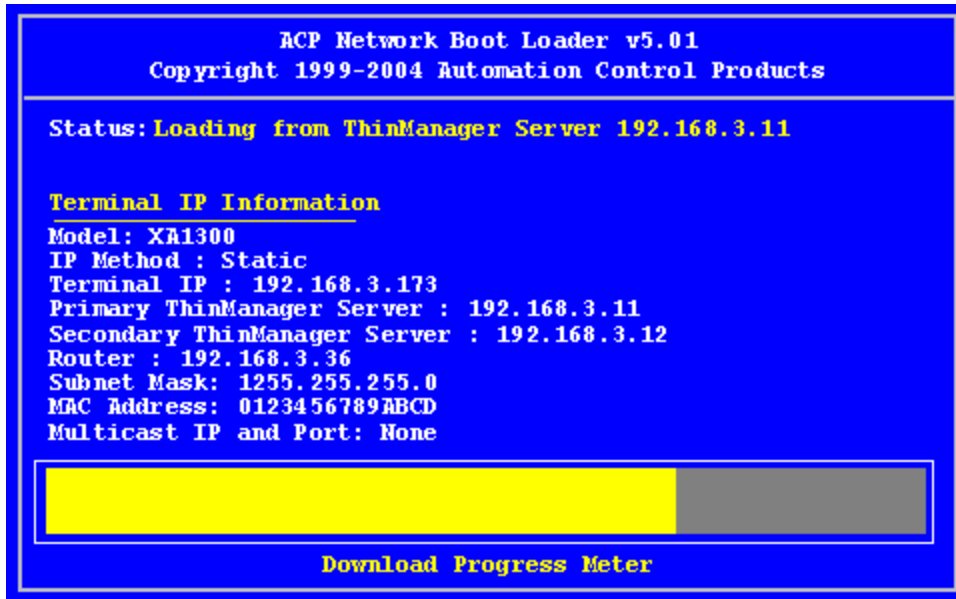 ACP Network Boot Loader v5.01
Copyright 1999-2004 Automation Control Products
Status: Loading from ThinManager Server 192.168.3.11
Terminal IP Information
Model: XA1300
IP Method : Static
Terminal IP : 192.168.3.173
Primary ThinManager Server : 192.168.3.11
Secondary ThinManager Server : 192.168.3.12
Router : 192.168.3.36
Subnet Mask: 1255.255.255.0
MAC Address: 0123456789ABCD
Multicast IP and Port: None
Download Progress Meter